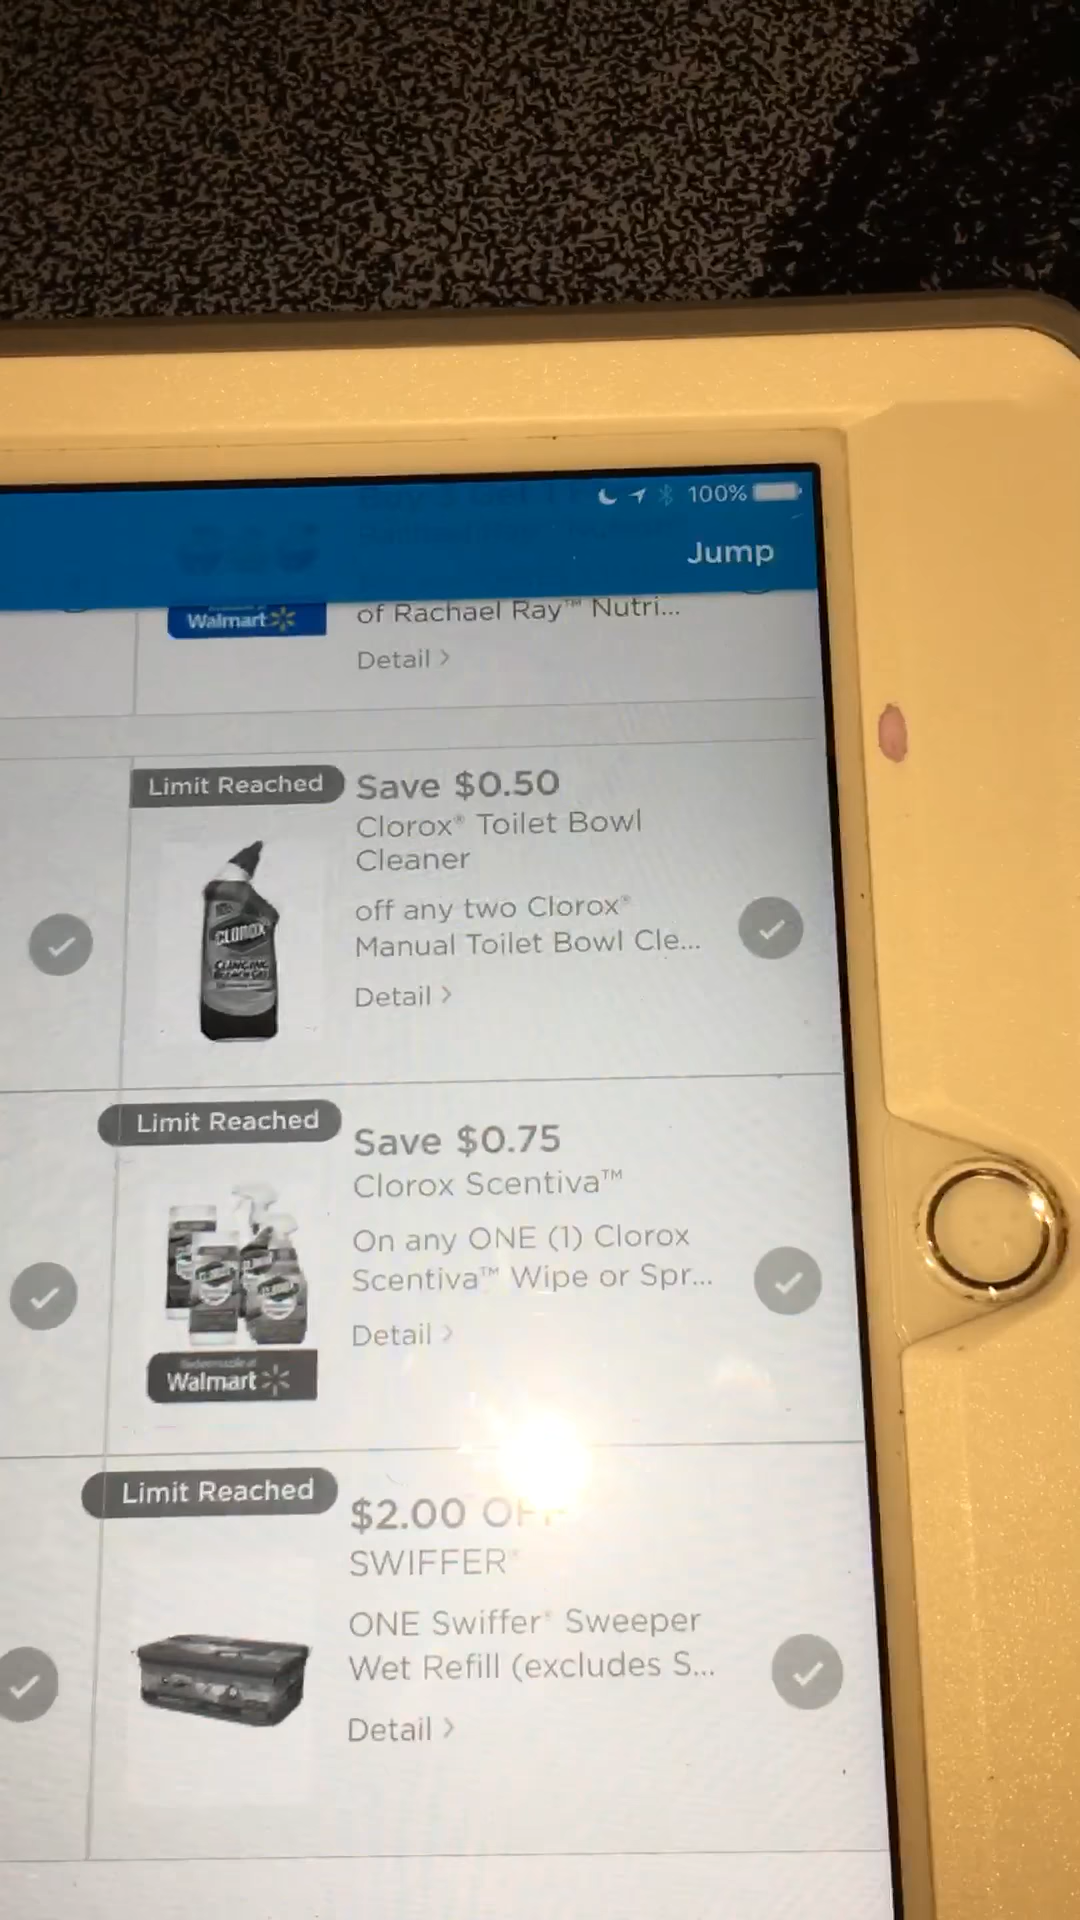 100%
Jump
Walmart
of Rachael Ray™ Nutri...
Detail >
Limit Reached
Save $0.50
Clorox® Toilet Bowl
Cleaner
off any two Clorox®
Manual Toilet Bowl Cle...
Detail >
CLOROX
Limit Reached
Save $0.75
Clorox Scentiva™
On any ONE (1) Clorox
Scentiva™ Wipe or Spr...
Detail >
Redeemable at
Walmart
Limit Reached
$2.00 OFF
SWIFFER®
ONE Swiffer® Sweeper
Wet Refill (excludes S...
Detail >